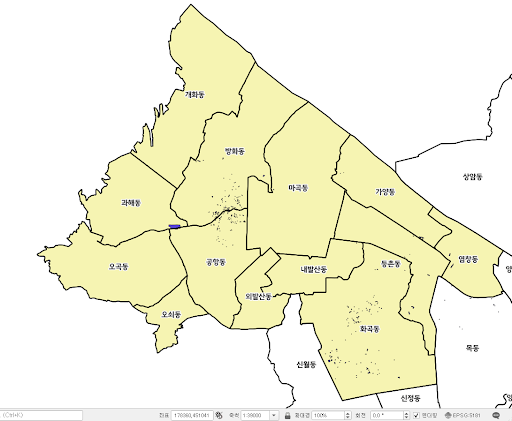 개화동
방화동
상암동
마곡동
가양동
과해동
염창동
오곡동
공항동
내발산동
등촌동
외발산동
오쇠동
화곡동
목동
신월동
신정동
(Ctrl+K)
좌표 178380,451041 축척 1:39000 확대경 100% 회전 0.0 ° 렌더링 EPSG:5181